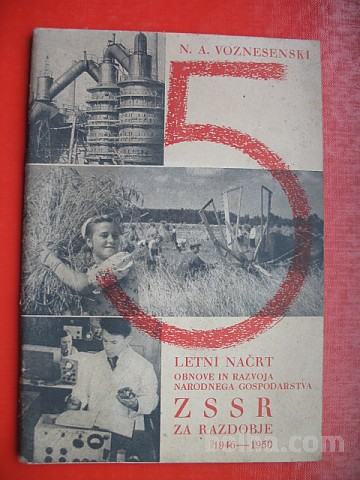 N. A. VOZNESENSKI
5
LETNI NAČRT
OBNOVE IN RAZVOJA
NARODNEGA GOSPODARSTVA
ZSSR
ZA RAZDOBJE
1946—1950